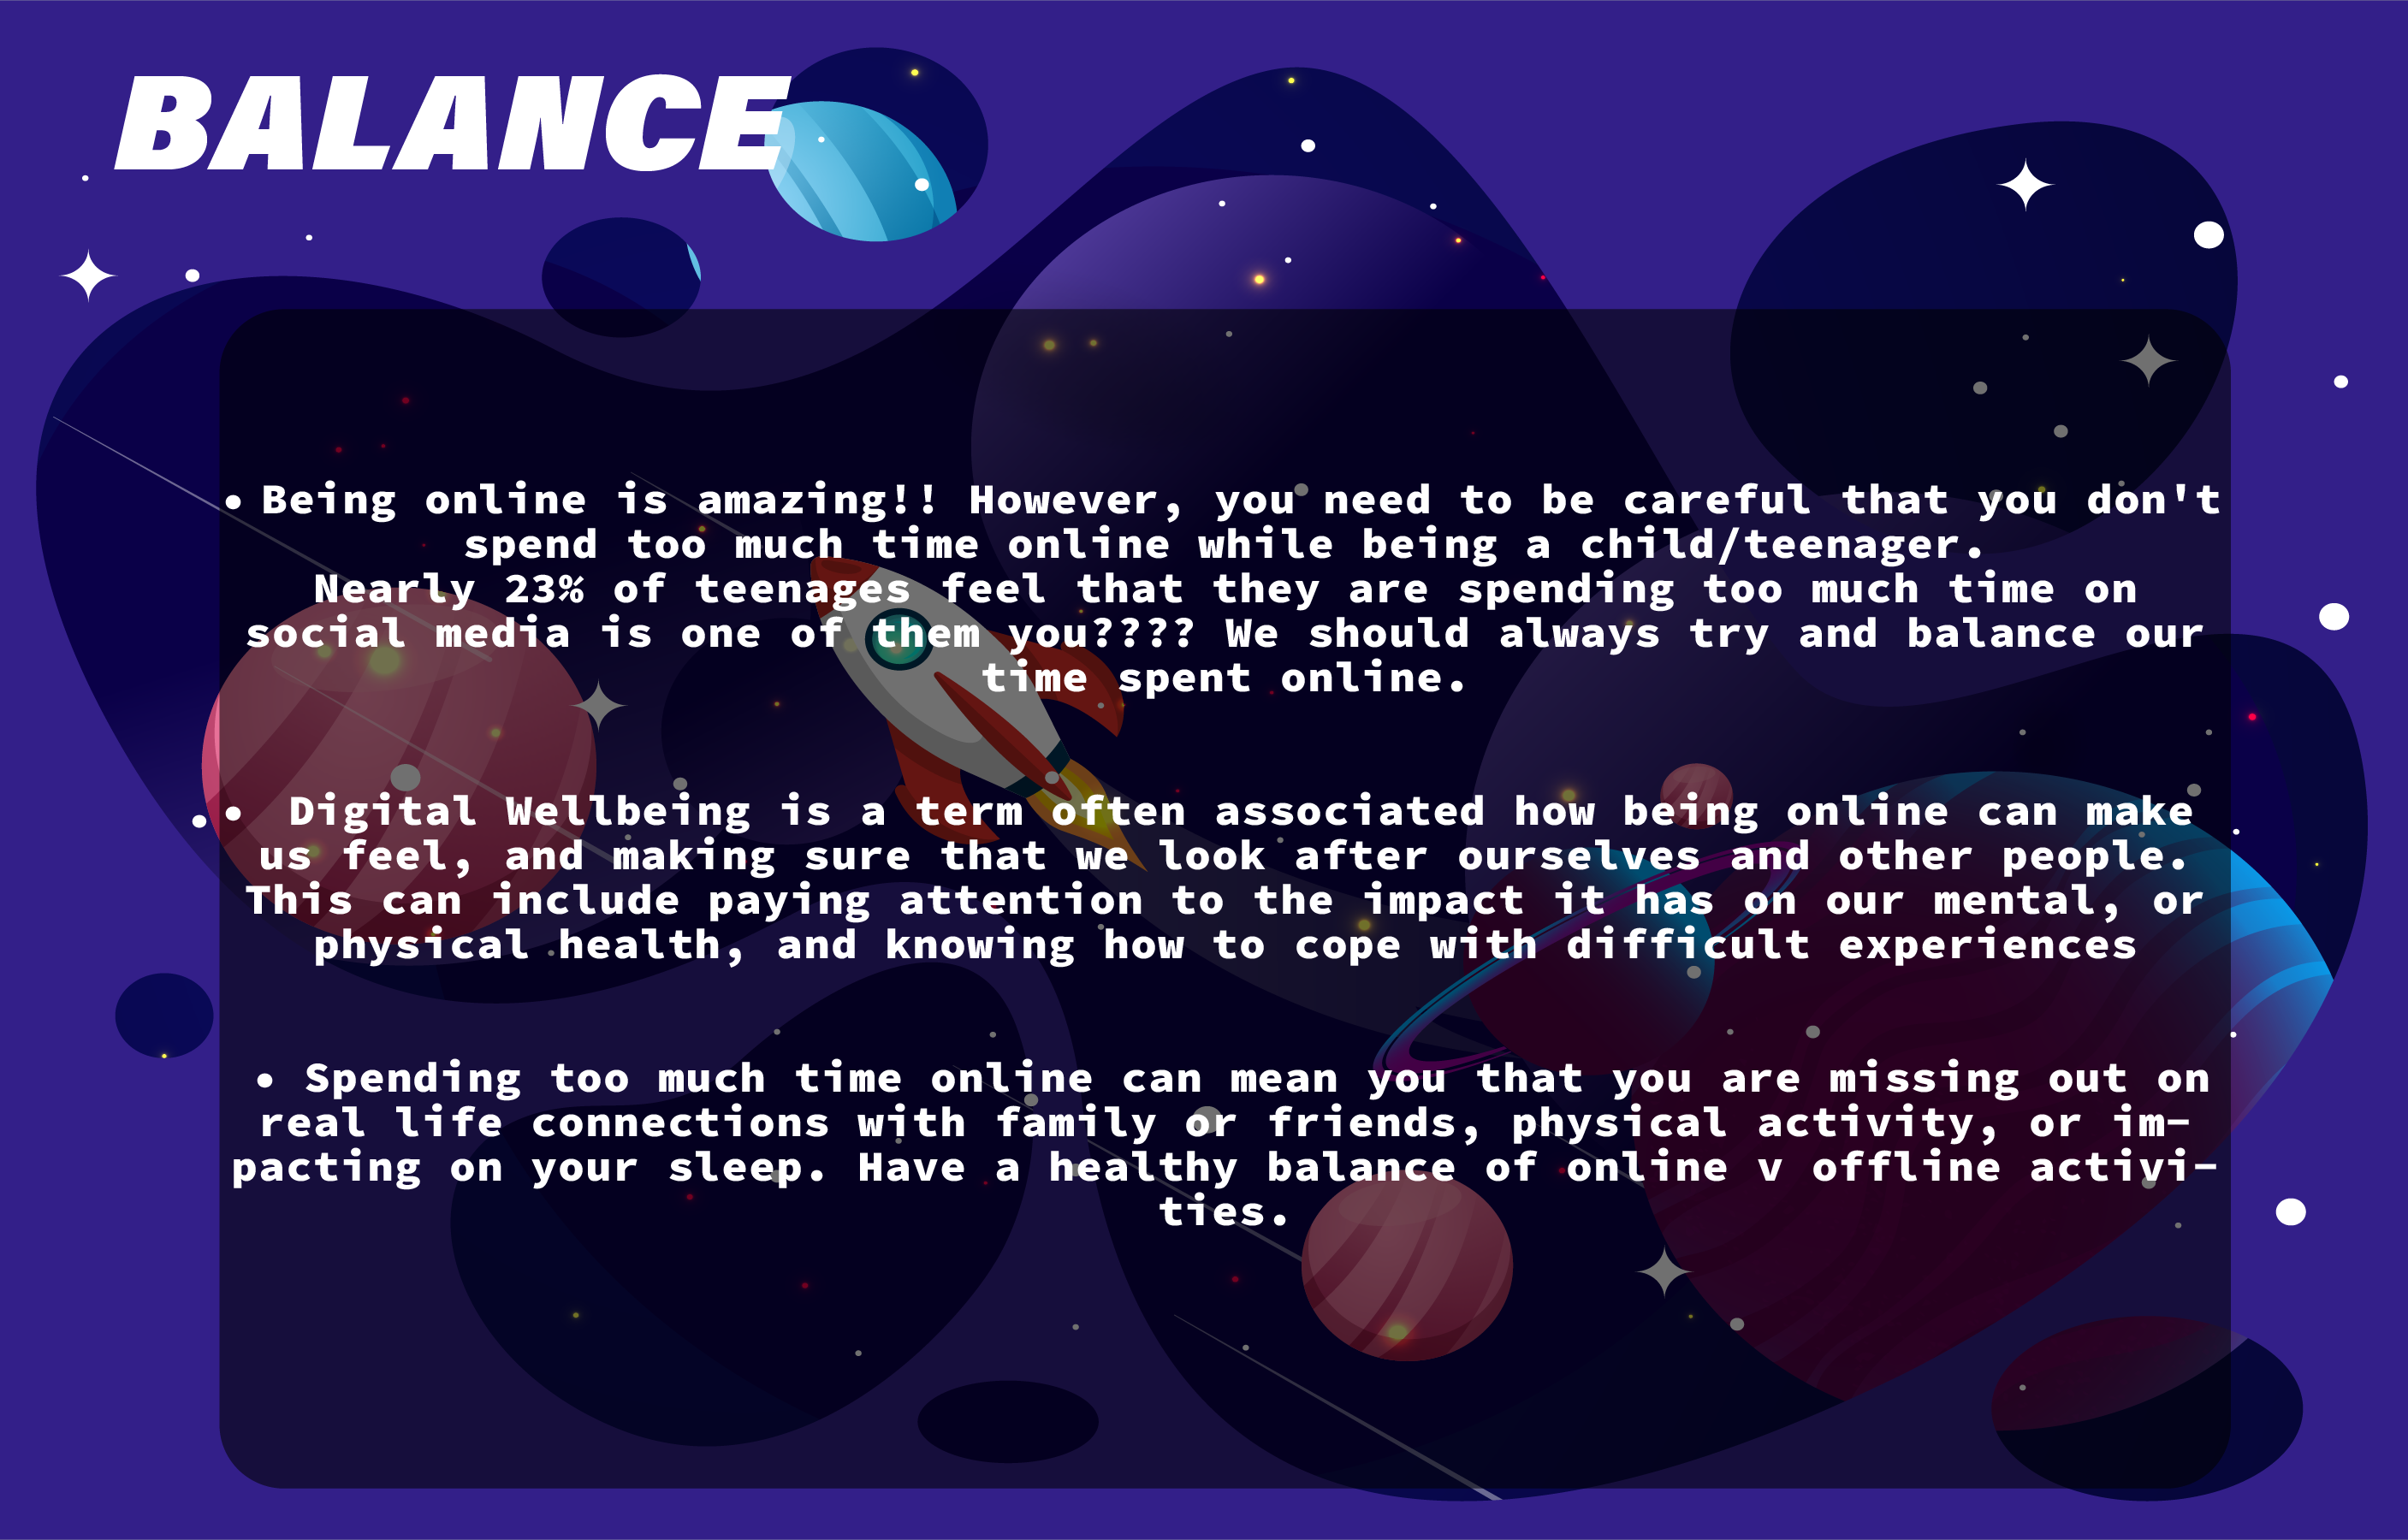 BALANCE
• Being online is amazing!! However, you need to be careful that you don't
spend too much time online while being a child/teenager.
Nearly 23% of teenages feel that they are spending too much time on
social media is one of them you???? We should always try and balance our
time spent online.
• Digital Wellbeing is a term often associated how being online can make
us feel, and making sure that we look after ourselves and other people.
This can include paying attention to the impact it has on our mental, or
physical health, and knowing how to cope with difficult experiences
• Spending too much time online can mean you that you are missing out on
real life connections with family or friends, physical activity, or im-
pacting on your sleep. Have a healthy balance of online v offline activi-
ties.